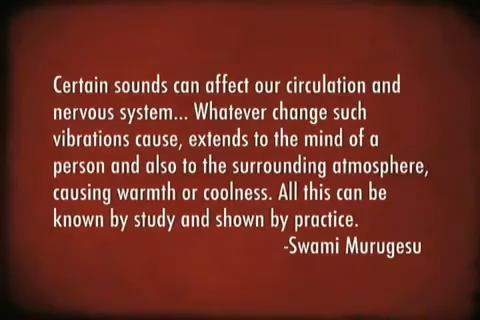 Certain sounds can affect our circulation and
nervous system... Whatever change such
vibrations cause, extends to the mind of a
person and also to the surrounding atmosphere,
causing warmth or coolness. All this can be
known by study and shown by practice.
-Swami Murugesu